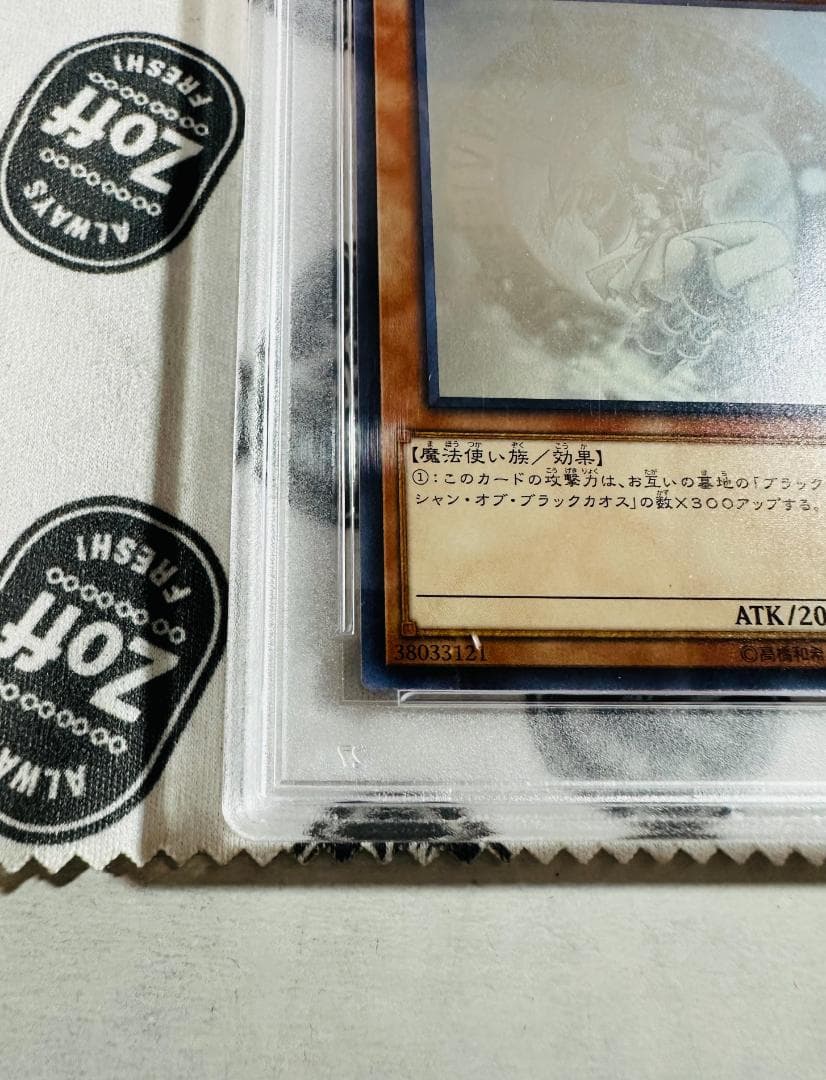 FRESH!
Zoff
ALWAYS
FRESH!
Zoff
ALWA
【魔法使い族／効果】
①：このカードの攻撃力は、お互いの墓地の「ブラック
シャン・オブ・ブラックカオス」の数×300アップする。
ATK/20
38033121
©高橋和希